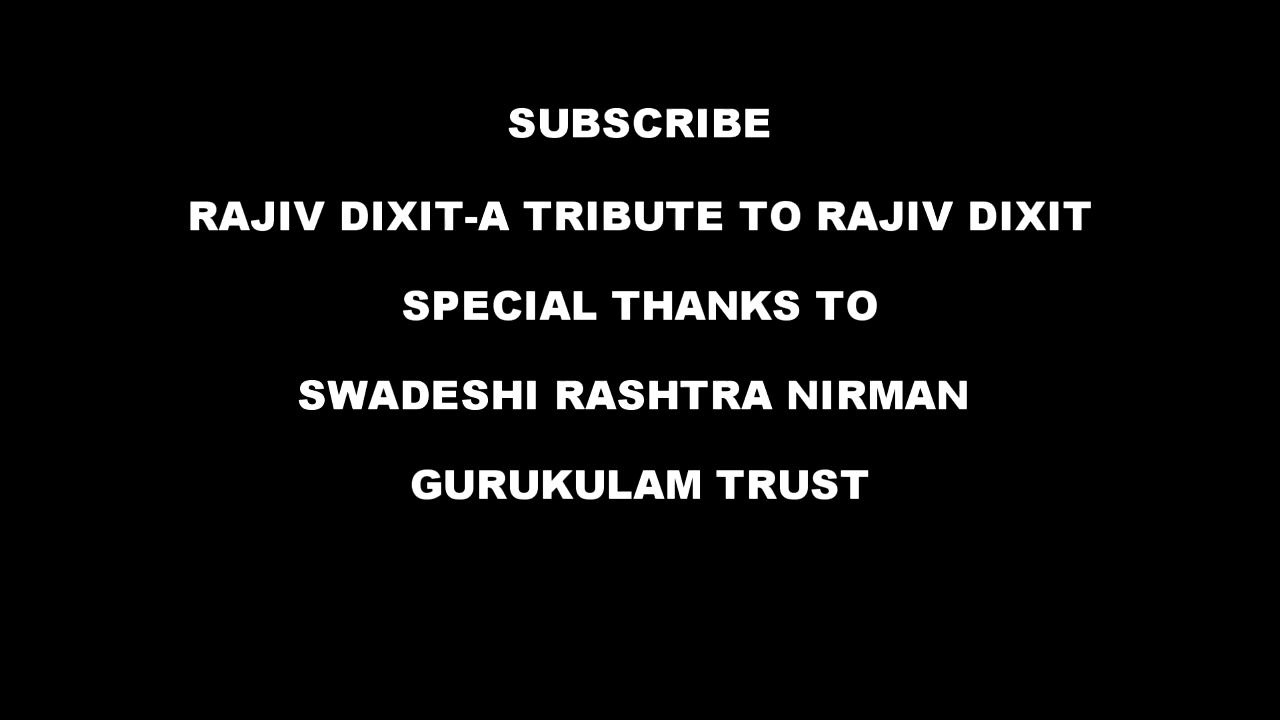 SUBSCRIBE
RAJIV DIXIT-A TRIBUTE TO RAJIV DIXIT
SPECIAL THANKS TO
SWADESHI RASHTRA NIRMAN
GURUKULAM TRUST